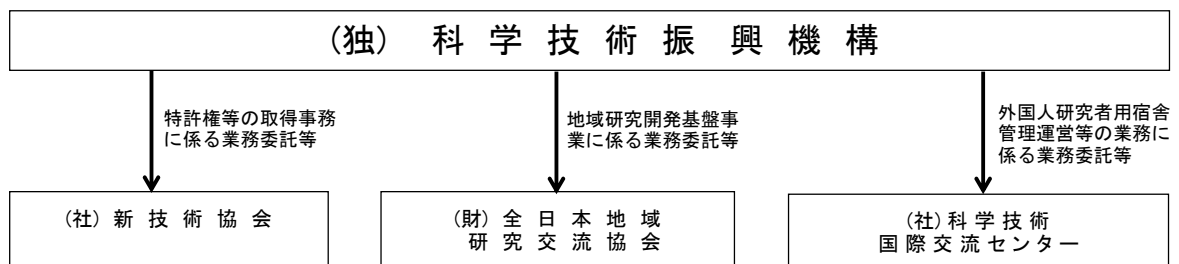 (独) 科 学 技 術 振 興 機 構
特許権等の取得事務
に係る業務委託等
地域研究開発基盤事
業に係る業務委託等
外国人研究者用宿舎
管理運営等の業務に
係る業務委託等
(社) 新 技 術 協 会
(財) 全 日 本 地 域
研 究 交 流 協 会
(社) 科 学 技 術
国 際 交 流 セ ン タ ー